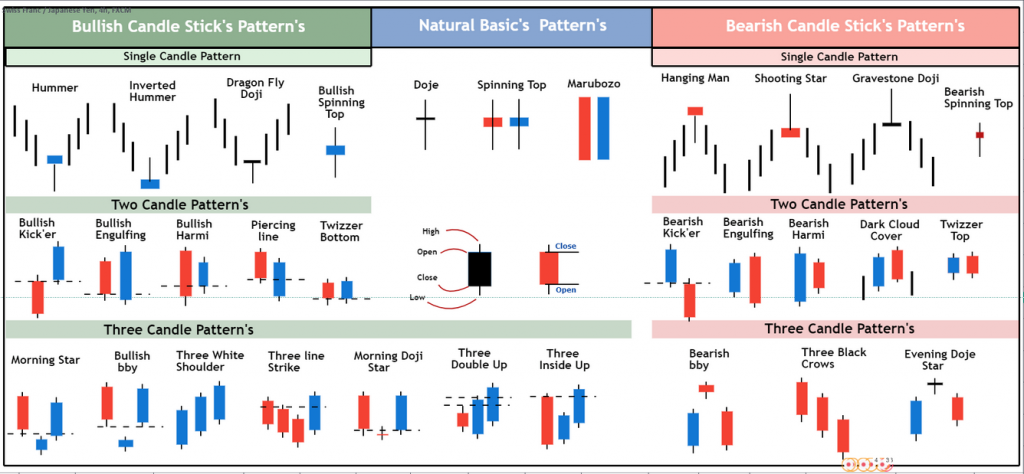 Swiss Franc / Japanese Yen, 4h, FXCM
Bullish Candle Stick's Pattern's
Natural Basic's Pattern's
Bearish Candle Stick's Pattern's
Single Candle Pattern
Single Candle Pattern
Hummer
Inverted
Hummer
Dragon Fly
Doji
Bullish
Spinning
Top
Doje
Spinning Top
Marubozo
Hanging Man
Shooting Star
Gravestone Doji
Bearish
Spinning Top
Two Candle Pattern's
Two Candle Pattern's
Bullish
Kick'er
Bullish
Engulfing
Bullish
Harmi
Piercing
line
Twizzer
Bottom
High
Open
Close
Low
Close
Open
Bearish
Kick'er
Bearish
Engulfing
Bearish
Harmi
Dark Cloud
Cover
Twizzer
Top
Three Candle Pattern's
Three Candle Pattern's
Morning Star
Bullish
bby
Three White
Shoulder
Three line
Strike
Morning Doji
Star
Three
Double Up
Three
Inside Up
Bearish
bby
Three Black
Crows
Evening Doje
Star